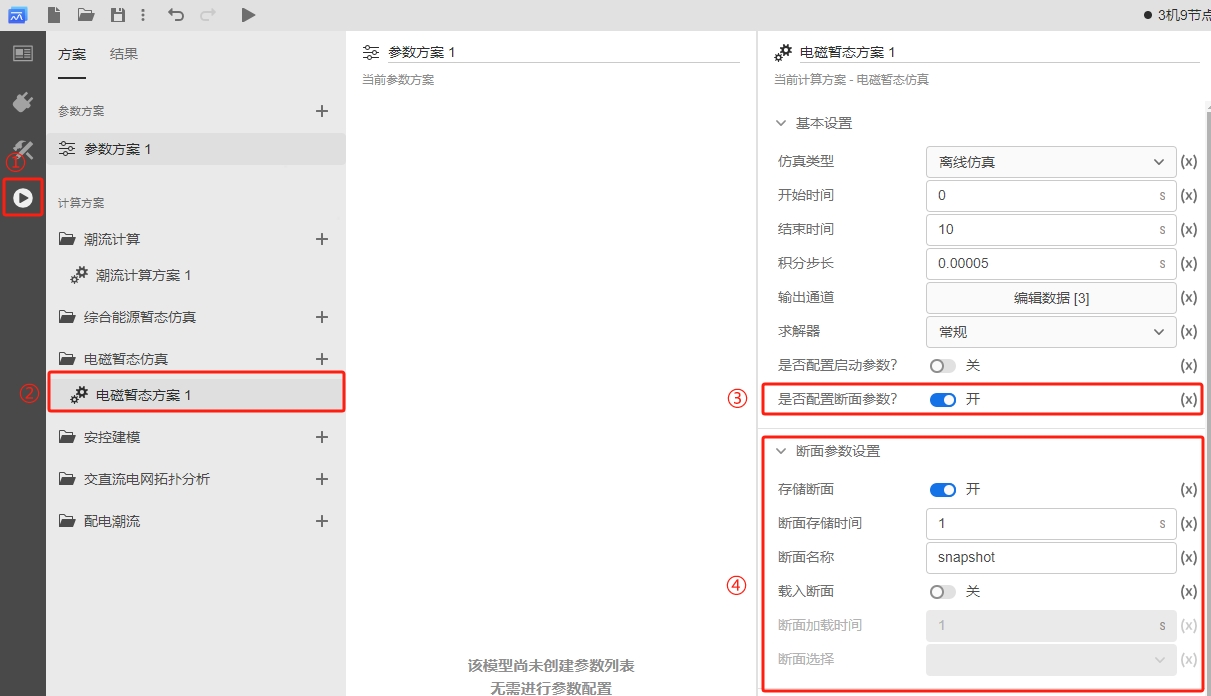 3机9节点
方案 结果
参数方案
参数方案 1
计算方案
潮流计算
潮流计算方案 1
综合能源暂态仿真
电磁暂态仿真
电磁暂态方案 1
安控建模
交直流电网拓扑分析
配电潮流
①
②
参数方案 1
当前参数方案
该模型尚未创建参数列表
无需进行参数配置
电磁暂态方案 1
当前计算方案 - 电磁暂态仿真
基本设置
仿真类型 离线仿真 (x)
开始时间 0 s (x)
结束时间 10 s (x)
积分步长 0.00005 s (x)
输出通道 编辑数据 [3] (x)
求解器 常规 (x)
是否配置启动参数? 关 (x)
③ 是否配置断面参数? 开 (x)
断面参数设置
存储断面 开 (x)
断面存储时间 1 s (x)
断面名称 snapshot (x)
④ 载入断面 关 (x)
断面加载时间 1 s (x)
断面选择 (x)